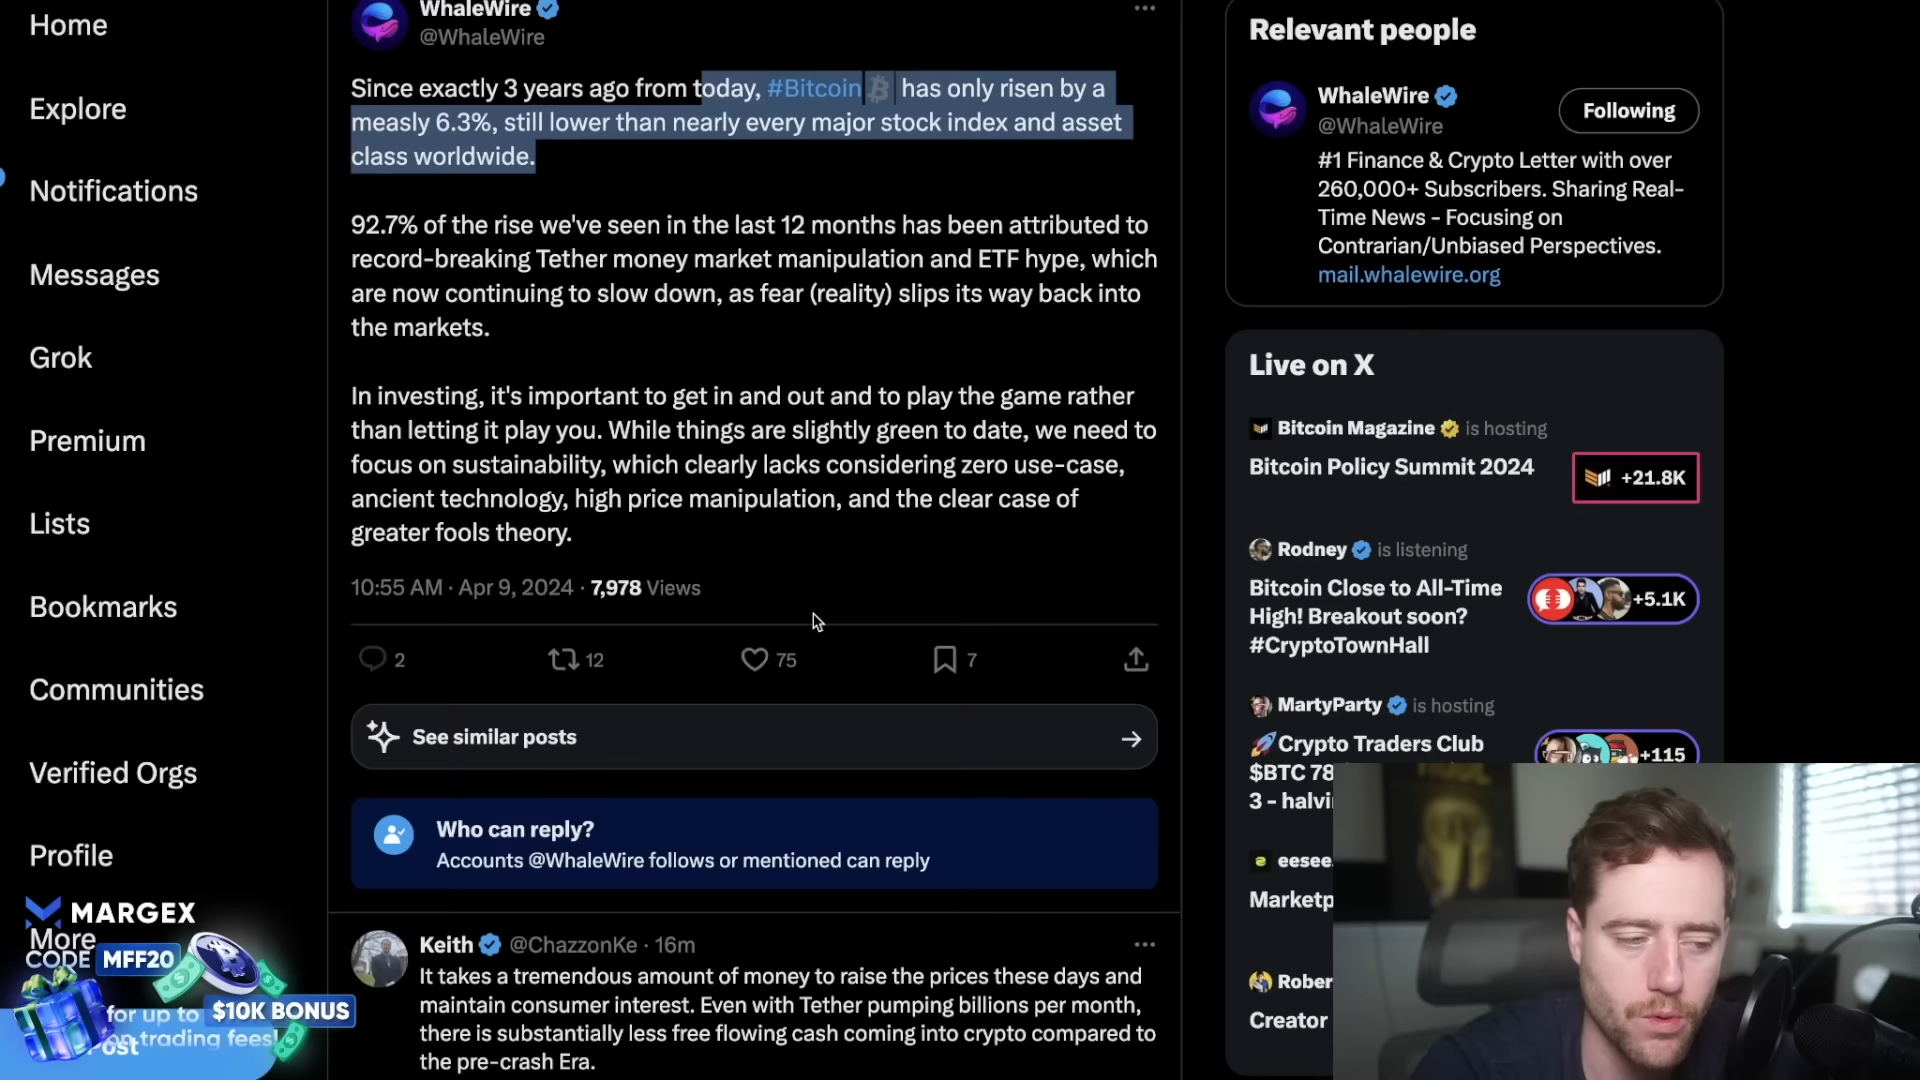 Home
Explore
Notifications
Messages
Grok
Premium
Lists
Bookmarks
Communities
Verified Orgs
Profile
More
Post
MARGEX
CODE MFF20
for up to $10K BONUS
on trading fees!
WhaleWire
@WhaleWire
Since exactly 3 years ago from today, #Bitcoin has only risen by a
measly 6.3%, still lower than nearly every major stock index and asset
class worldwide.
92.7% of the rise we've seen in the last 12 months has been attributed to
record-breaking Tether money market manipulation and ETF hype, which
are now continuing to slow down, as fear (reality) slips its way back into
the markets.
In investing, it's important to get in and out and to play the game rather
than letting it play you. While things are slightly green to date, we need to
focus on sustainability, which clearly lacks considering zero use-case,
ancient technology, high price manipulation, and the clear case of
greater fools theory.
10:55 AM · Apr 9, 2024 · 7,978 Views
2 12 75 7
See similar posts
Who can reply?
Accounts @WhaleWire follows or mentioned can reply
Keith @ChazzonKe · 16m
It takes a tremendous amount of money to raise the prices these days and
maintain consumer interest. Even with Tether pumping billions per month,
there is substantially less free flowing cash coming into crypto compared to
the pre-crash Era.
Relevant people
WhaleWire
@WhaleWire
Following
#1 Finance & Crypto Letter with over
260,000+ Subscribers. Sharing Real-
Time News - Focusing on
Contrarian/Unbiased Perspectives.
mail.whalewire.org
Live on X
Bitcoin Magazine is hosting
Bitcoin Policy Summit 2024
+21.8K
Rodney is listening
Bitcoin Close to All-Time
High! Breakout soon?
#CryptoTownHall
+5.1K
MartyParty is hosting
Crypto Traders Club
$BTC 78
3 - halvi
+115
eesee
Marketp
Rober
Creator